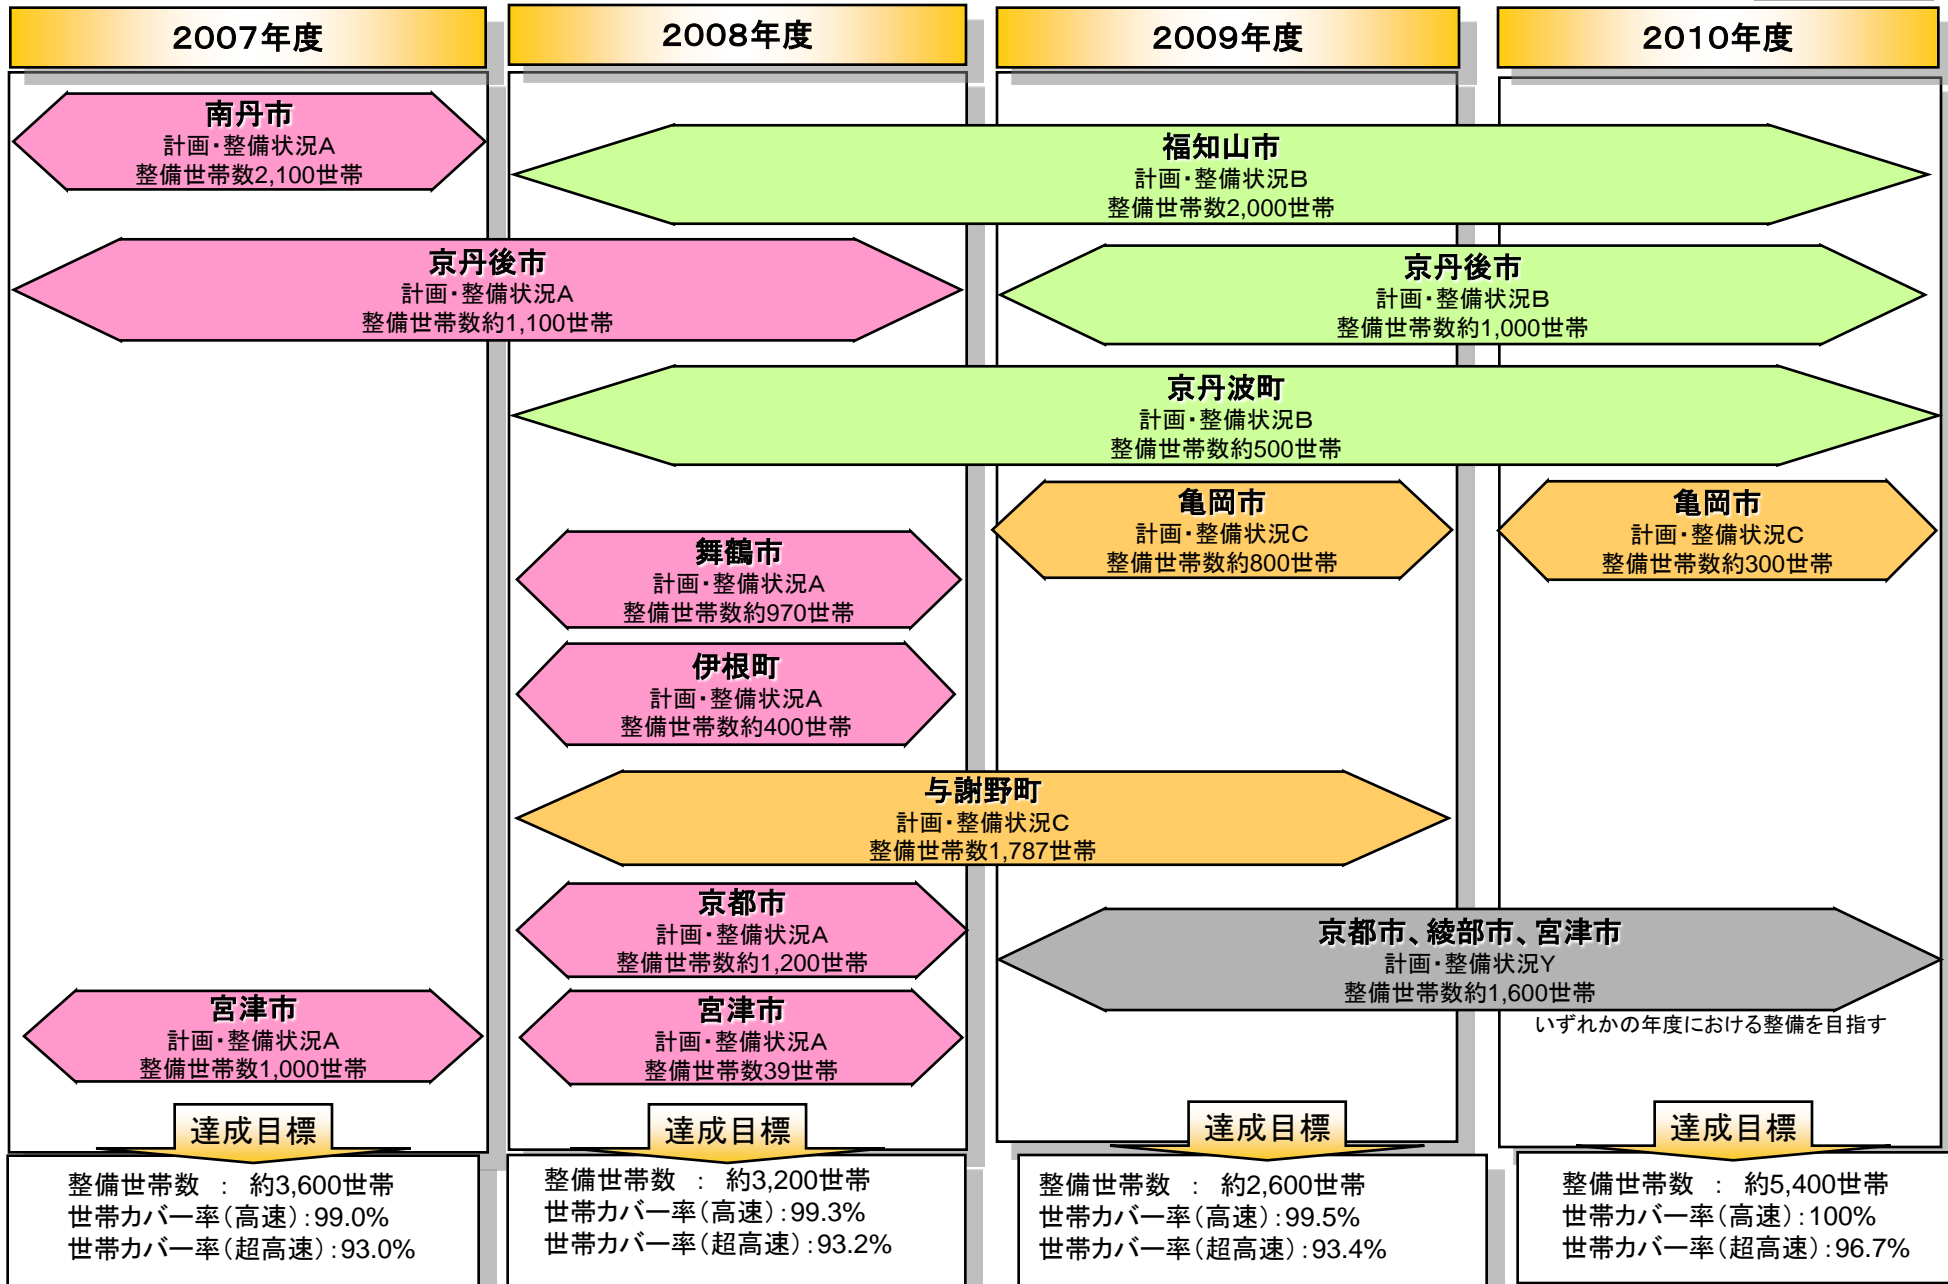 2007年度
2008年度
2009年度
2010年度
南丹市
計画・整備状況A
整備世帯数2,100世帯
福知山市
計画・整備状況B
整備世帯数2,000世帯
京丹後市
計画・整備状況A
整備世帯数約1,100世帯
京丹後市
計画・整備状況B
整備世帯数約1,000世帯
京丹波町
計画・整備状況B
整備世帯数約500世帯
亀岡市
計画・整備状況C
整備世帯数約800世帯
亀岡市
計画・整備状況C
整備世帯数約300世帯
舞鶴市
計画・整備状況A
整備世帯数約970世帯
伊根町
計画・整備状況A
整備世帯数約400世帯
与謝野町
計画・整備状況C
整備世帯数1,787世帯
京都市
計画・整備状況A
整備世帯数約1,200世帯
京都市、綾部市、宮津市
計画・整備状況Y
整備世帯数約1,600世帯
いずれかの年度における整備を目指す
宮津市
計画・整備状況A
整備世帯数1,000世帯
宮津市
計画・整備状況A
整備世帯数39世帯
達成目標
整備世帯数 : 約3,600世帯
世帯カバー率(高速):99.0%
世帯カバー率(超高速):93.0%
達成目標
整備世帯数 : 約3,200世帯
世帯カバー率(高速):99.3%
世帯カバー率(超高速):93.2%
達成目標
整備世帯数 : 約2,600世帯
世帯カバー率(高速):99.5%
世帯カバー率(超高速):93.4%
達成目標
整備世帯数 : 約5,400世帯
世帯カバー率(高速):100%
世帯カバー率(超高速):96.7%